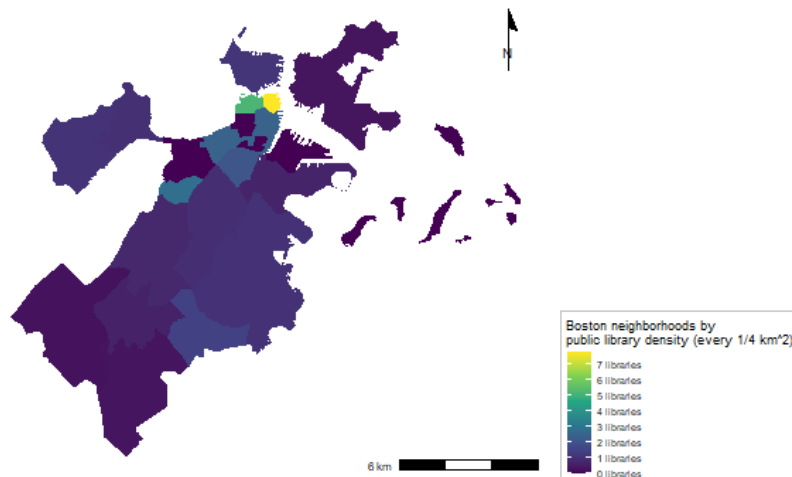 N
Boston neighborhoods by
public library density (every 1/4 km^2)
7 libraries
6 libraries
5 libraries
4 libraries
3 libraries
2 libraries
1 libraries
0 libraries
6 km